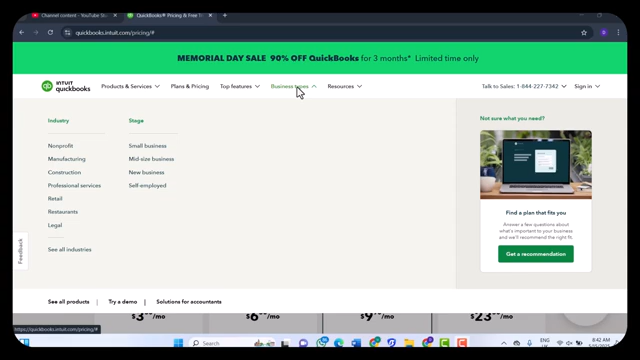 Channel content - YouTube Stu
QuickBooks® Pricing & Free Tr
quickbooks.intuit.com/pricing/#
MEMORIAL DAY SALE 90% OFF QuickBooks for 3 months* Limited time only
INTUIT
quickbooks
Products & Services
Plans & Pricing
Top features
Business types
Resources
Talk to Sales: 1-844-227-7342
Sign in
Industry
Nonprofit
Manufacturing
Construction
Professional services
Retail
Restaurants
Legal
See all industries
Stage
Small business
Mid-size business
New business
Self-employed
Not sure what you need?
Find a plan that fits you
Answer a few questions about
what's important to your business
and we'll recommend the right fit.
Get a recommendation
Feedback
See all products
Try a demo
Solutions for accountants
/mo
/mo
/mo
/mo
https://quickbooks.intuit.com/pricing/#
Search
ENG
8:42 AM